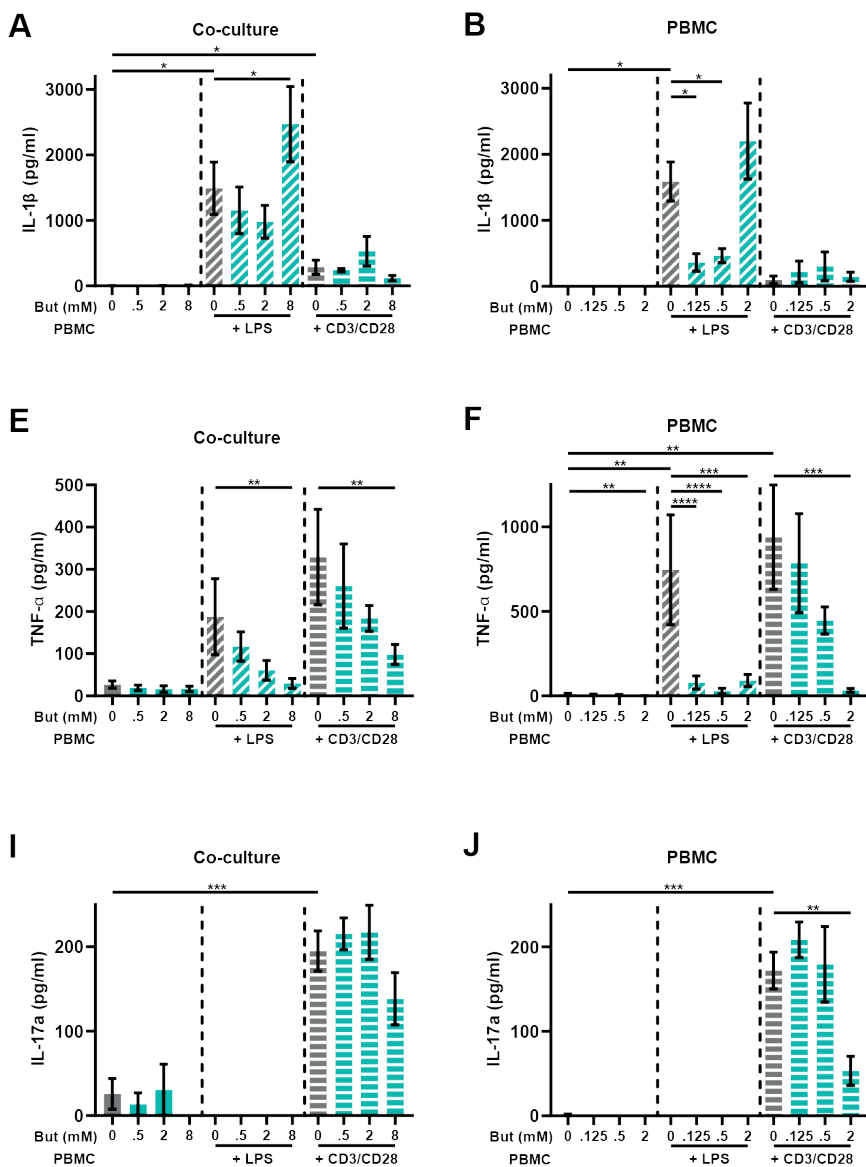 A
Co-culture
*
*
*
IL-1β (pg/ml)
3000
2000
1000
0
But (mM) 0 .5 2 8 0 .5 2 8 0 .5 2 8
PBMC + LPS + CD3/CD28
B
PBMC
*
*
*
IL-1β (pg/ml)
3000
2000
1000
0
But (mM) 0 .125 .5 2 0 .125 .5 2 0 .125 .5 2
PBMC + LPS + CD3/CD28
E
Co-culture
** **
TNF-α (pg/ml)
500
400
300
200
100
0
But (mM) 0 .5 2 8 0 .5 2 8 0 .5 2 8
PBMC + LPS + CD3/CD28
F
PBMC
**
**
*** ***
** ****
****
TNF-α (pg/ml)
1000
500
0
But (mM) 0 .125 .5 2 0 .125 .5 2 0 .125 .5 2
PBMC + LPS + CD3/CD28
I
Co-culture
***
IL-17a (pg/ml)
200
100
0
But (mM) 0 .5 2 8 0 .5 2 8 0 .5 2 8
PBMC + LPS + CD3/CD28
J
PBMC
***
**
IL-17a (pg/ml)
200
100
0
But (mM) 0 .125 .5 2 0 .125 .5 2 0 .125 .5 2
PBMC + LPS + CD3/CD28